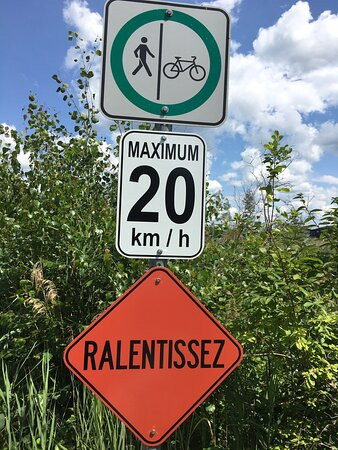 MAXIMUM
20
km / h
RALENTISSEZ